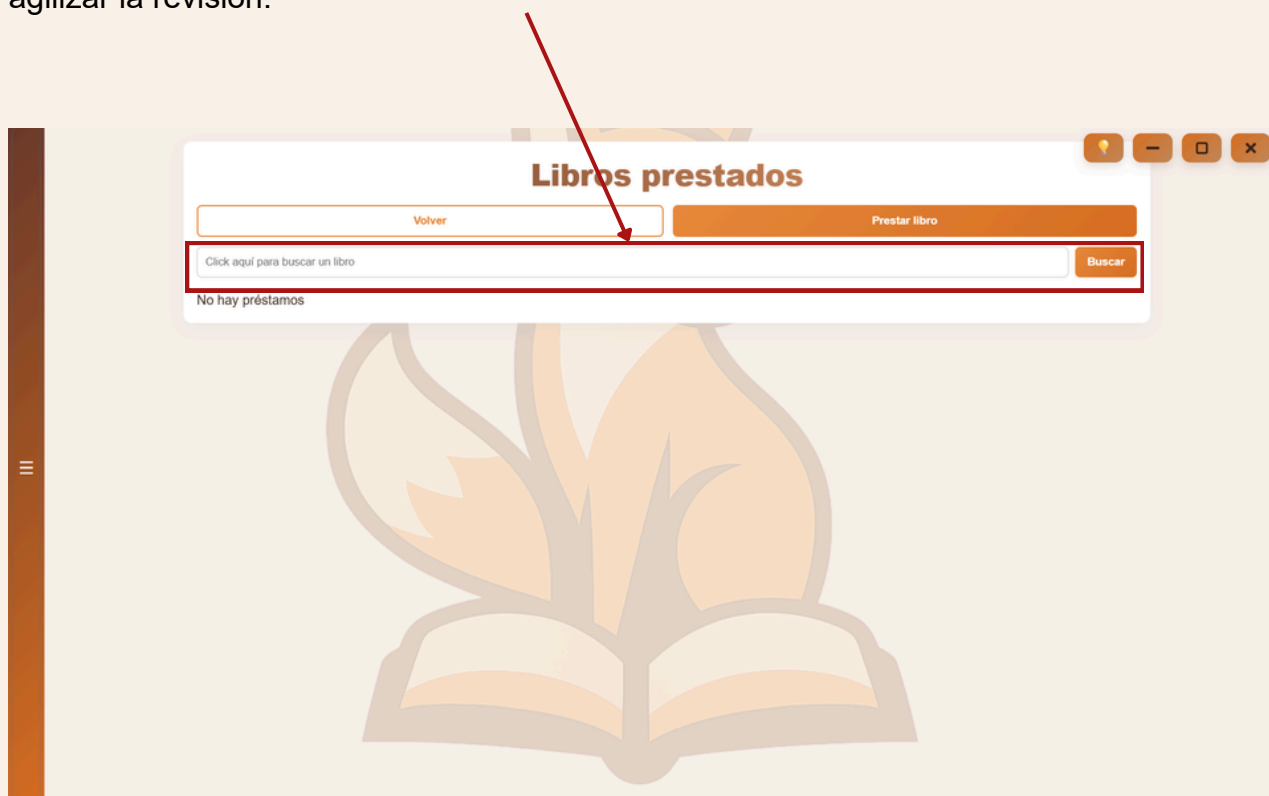 agilizar la revisión.
Libros prestados
Volver
Prestar libro
Click aquí para buscar un libro
Buscar
No hay préstamos